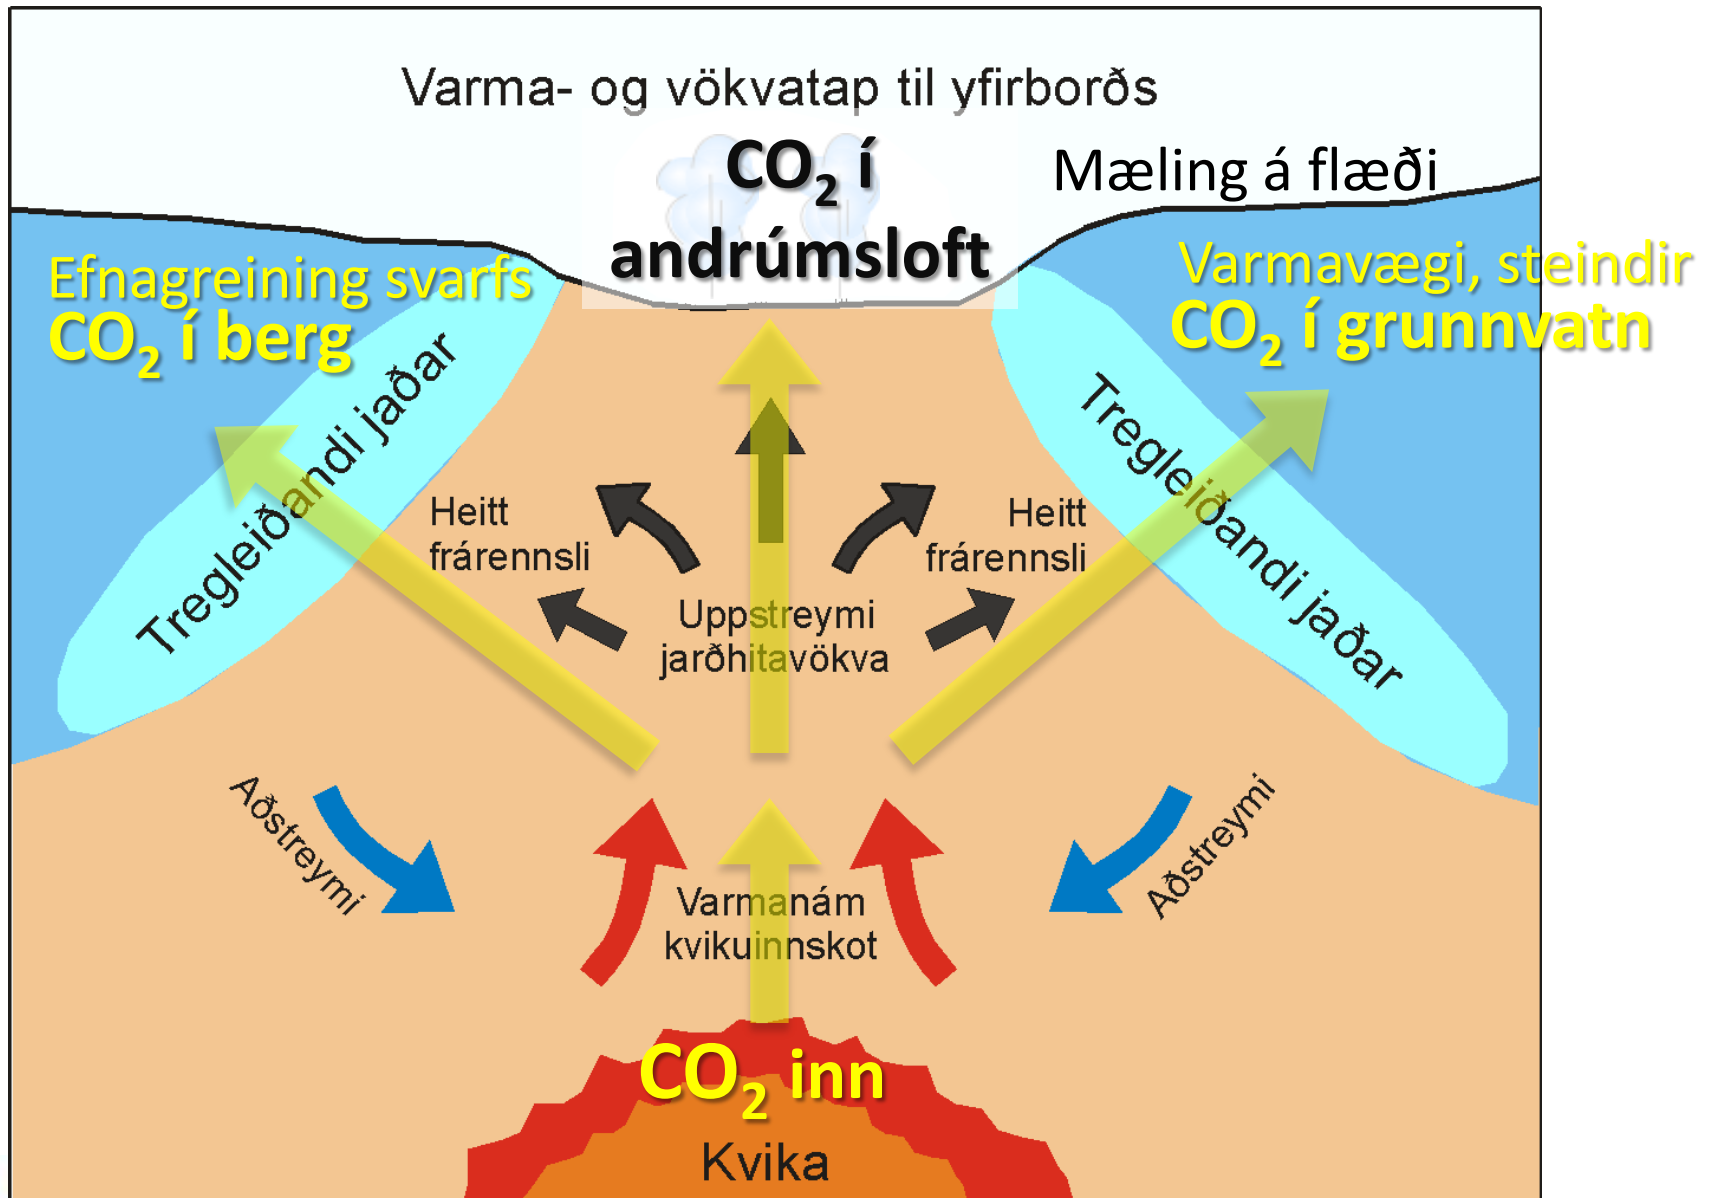 Varma- og vökvatap til yfirborðs
CO₂ í
andrúmsloft
Mæling á flæði
Efnagreining svarfs
CO₂ í berg
Varmavægi, steindir
CO₂ í grunnvatn
Tregleiðandi jaðar
Tregleiðandi jaðar
Heitt
frárennsli
Heitt
frárennsli
Uppstreymi
jarðhitavökva
Aðstreymi
Aðstreymi
Varmanám
kvikuinnskot
CO₂ inn
Kvika